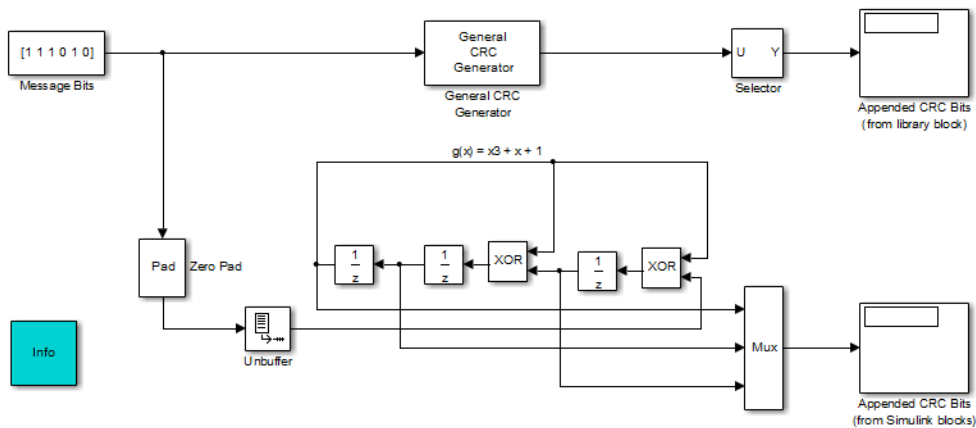 [1 1 1 0 1 0]
Message Bits
General
CRC
Generator
General CRC
Generator
U Y
Selector
Appended CRC Bits
(from library block)
g(x) = x3 + x + 1
Pad
Zero Pad
1
z
1
z
XOR
1
z
XOR
Info
Unbuffer
Mux
Appended CRC Bits
(from Simulink blocks)